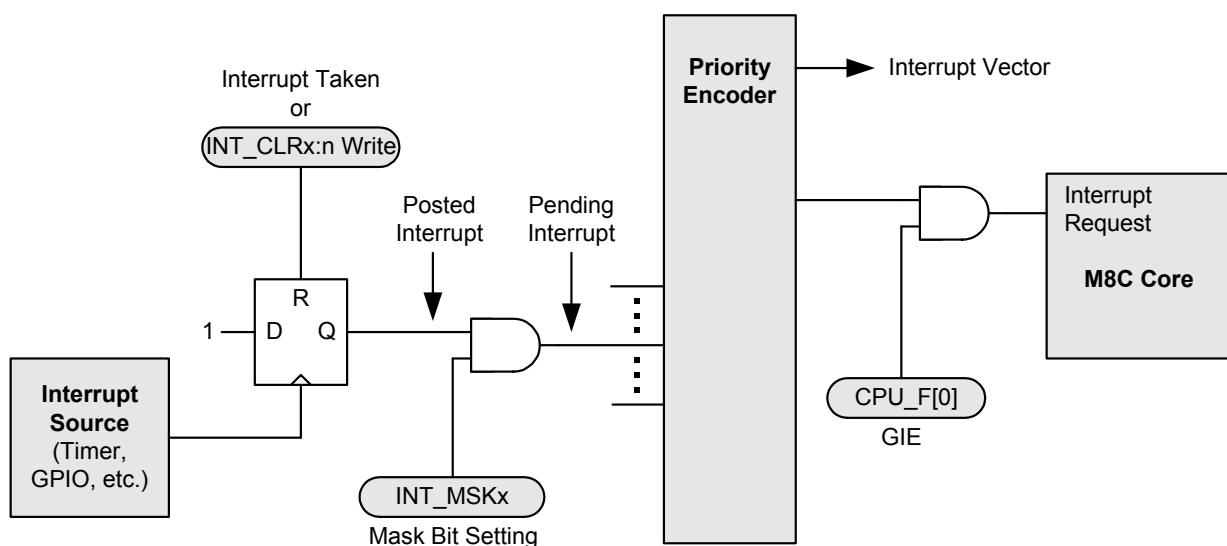 Interrupt Taken
or
INT_CLRx:n Write
Posted
Interrupt
Pending
Interrupt
R
1
D
Q
Interrupt
Source
(Timer,
GPIO, etc.)
INT_MSKx
Mask Bit Setting
Priority
Encoder
Interrupt Vector
CPU_F[0]
GIE
Interrupt
Request
M8C Core